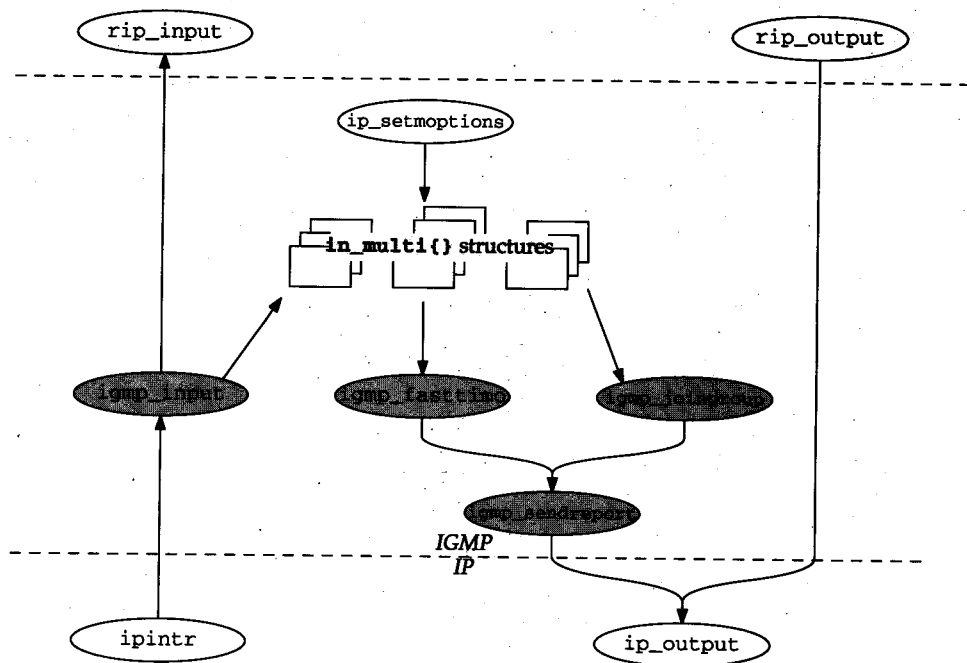 rip_input
rip_output
ip_setmoptions
in_multi{} structures
igmp_input
igmp_fasttimo
igmp_joingroup
igmp_sendreport
IGMP
IP
ipintr
ip_output